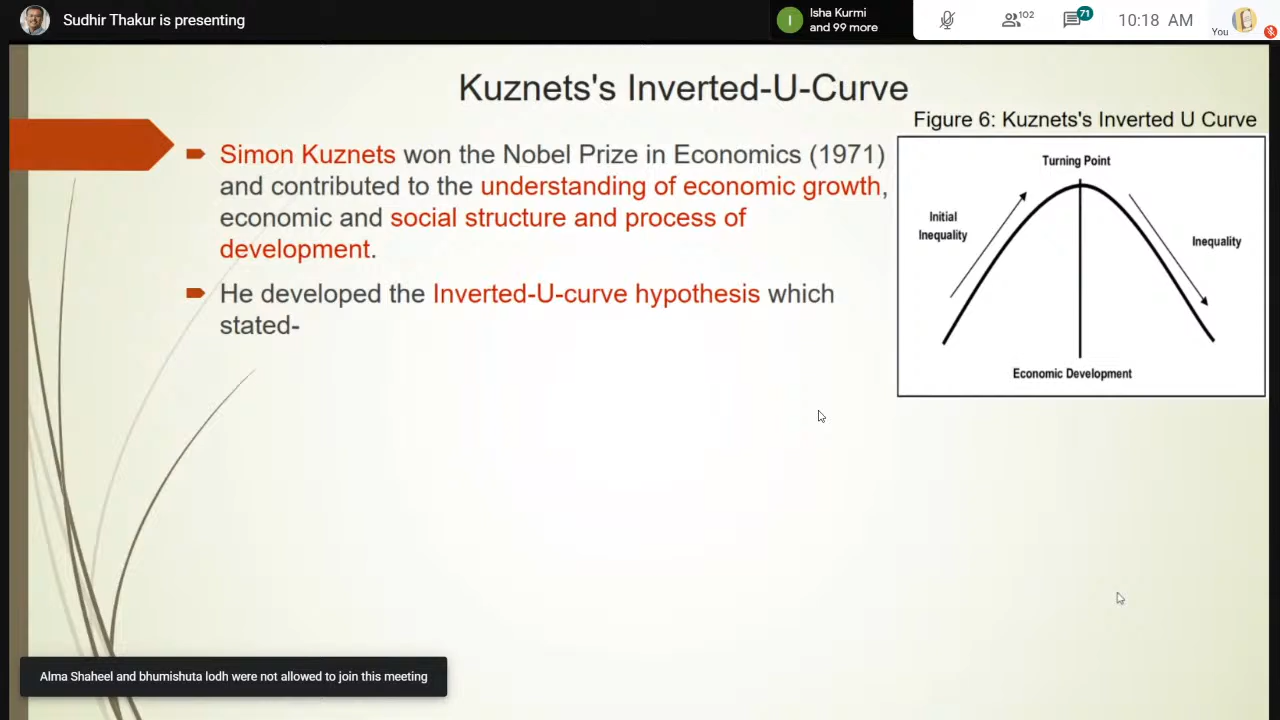 Sudhir Thakur is presenting
I
Isha Kurmi
and 99 more
102
71
10:18 AM
You
Kuznets's Inverted-U-Curve
Simon Kuznets won the Nobel Prize in Economics (1971)
and contributed to the understanding of economic growth,
economic and social structure and process of
development.
He developed the Inverted-U-curve hypothesis which
stated-
Figure 6: Kuznets's Inverted U Curve
Turning Point
Initial
Inequality
Inequality
Economic Development
Alma Shaheel and bhumishuta lodh were not allowed to join this meeting